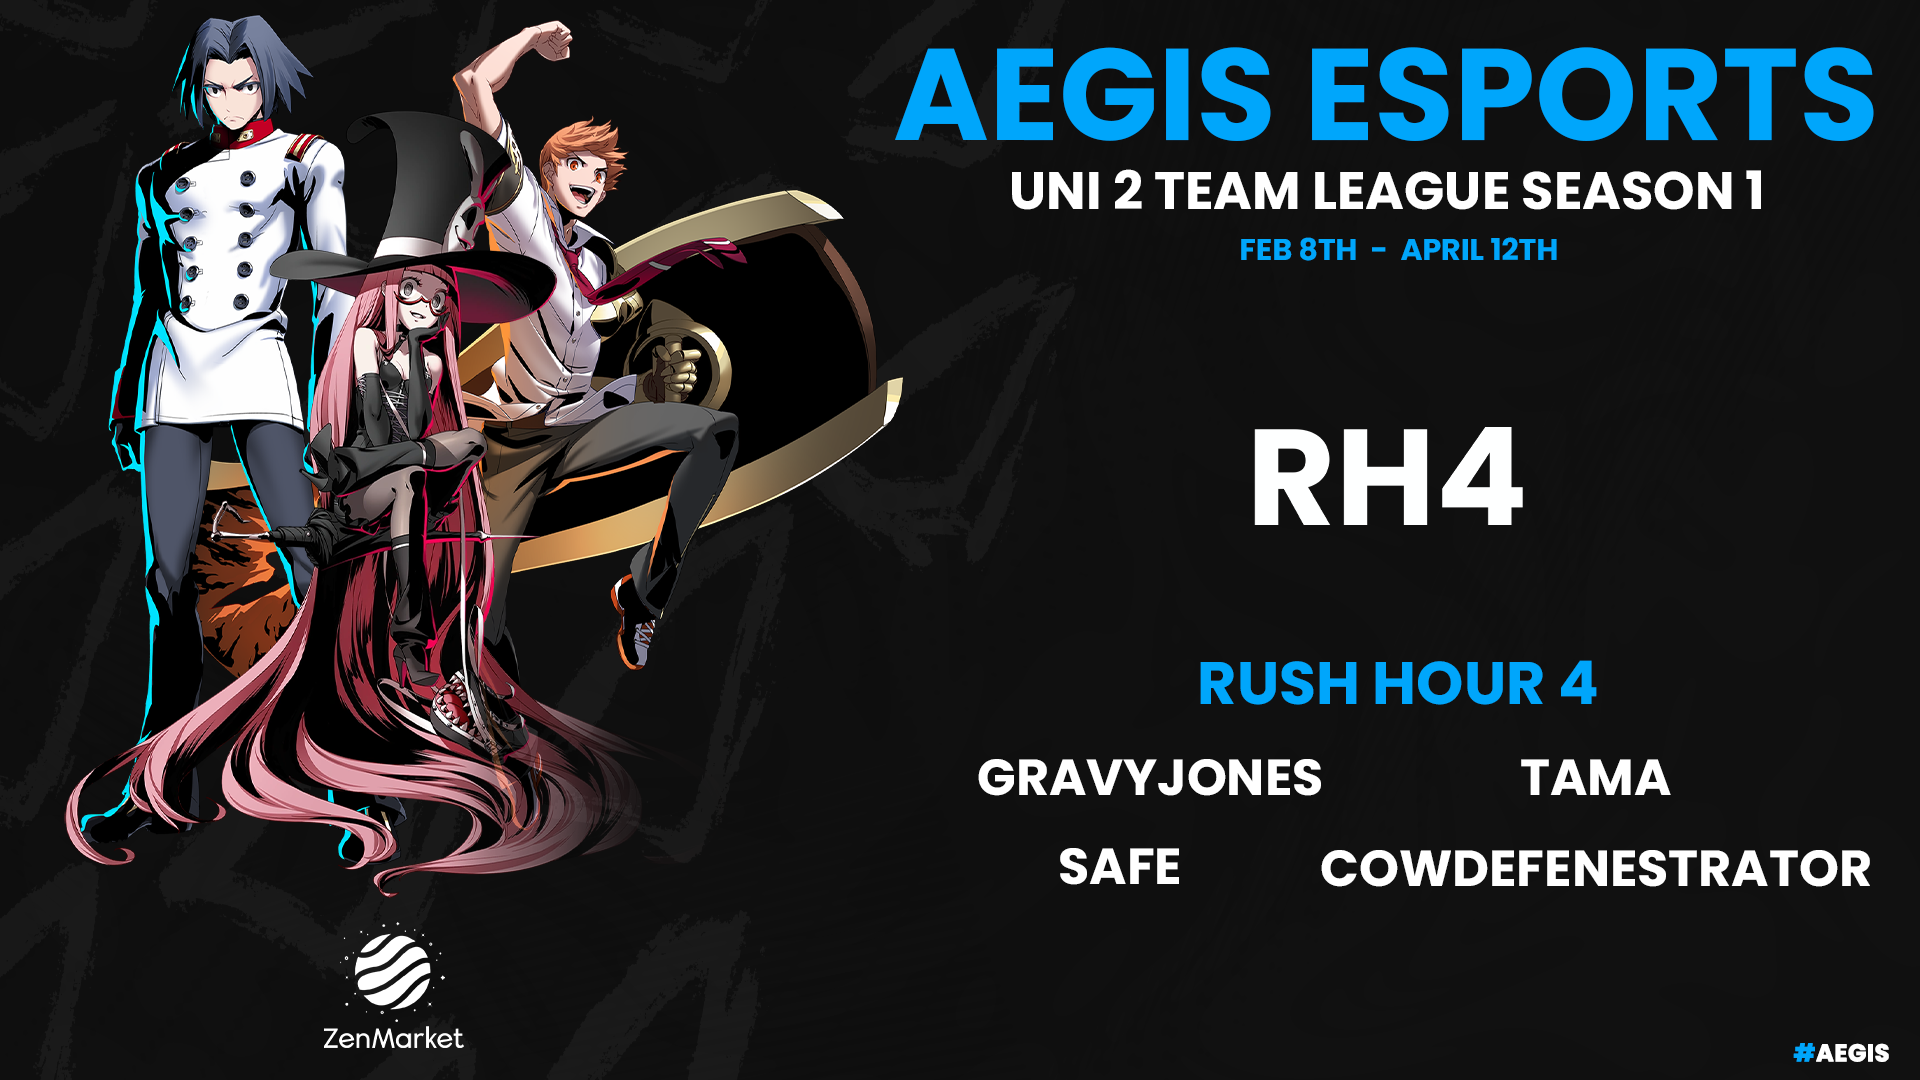 AEGIS ESPORTS
UNI 2 TEAM LEAGUE SEASON 1
FEB 8TH - APRIL 12TH
RH4
RUSH HOUR 4
GRAVYJONES
TAMA
SAFE
COWDEFENESTRATOR
ZenMarket
#AEGIS